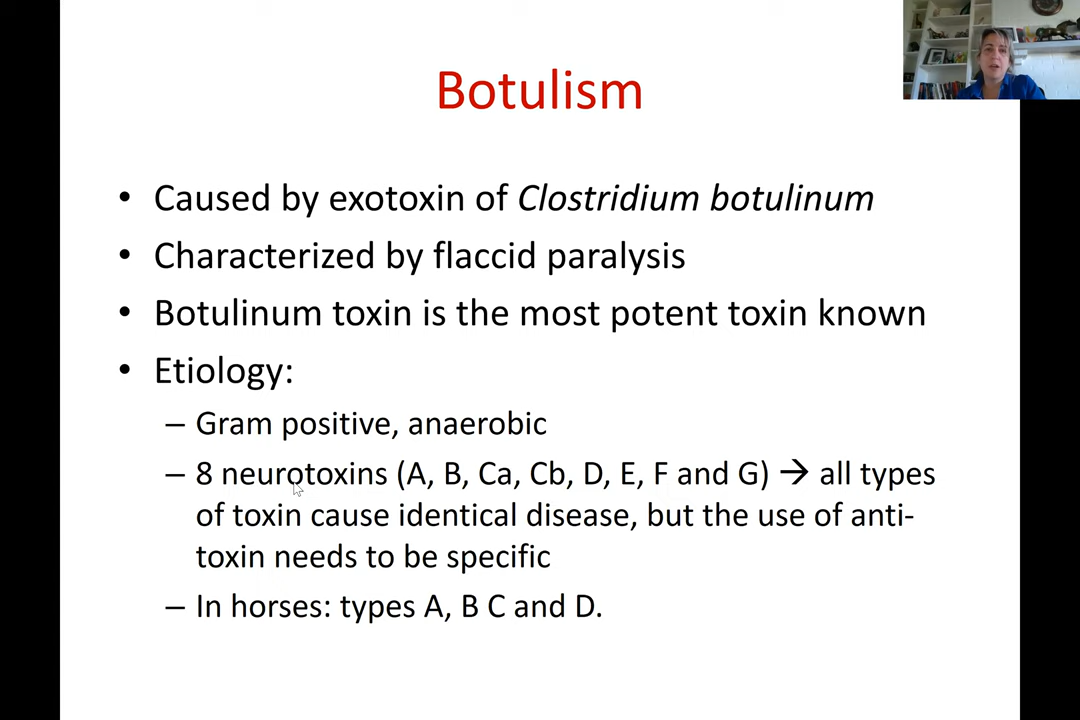 Botulism
• Caused by exotoxin of Clostridium botulinum
• Characterized by flaccid paralysis
• Botulinum toxin is the most potent toxin known
• Etiology:
– Gram positive, anaerobic
– 8 neurotoxins (A, B, Ca, Cb, D, E, F and G) → all types
of toxin cause identical disease, but the use of anti-
toxin needs to be specific
– In horses: types A, B C and D.